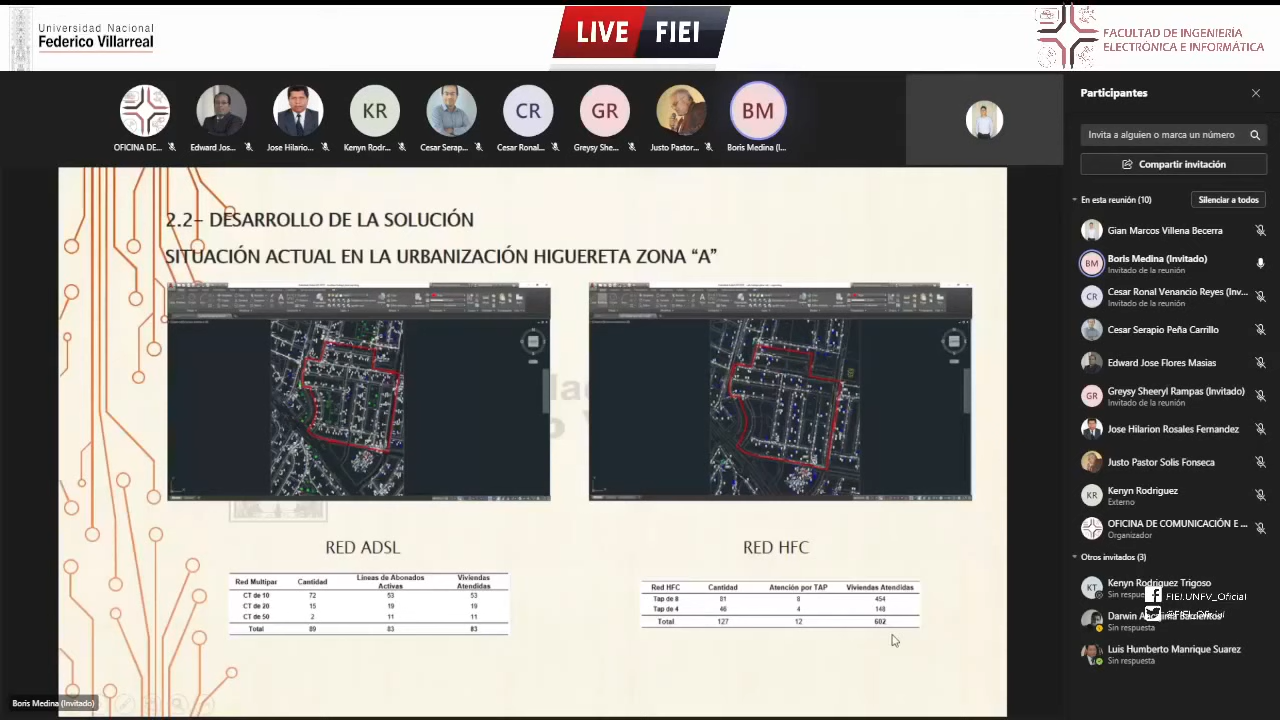 Universidad Nacional
Federico Villarreal
LIVE FIEI
FACULTAD DE INGENIERÍA
ELECTRÓNICA E INFORMÁTICA
KR
CR
GR
BM
OFICINA DE...
Edward Jos...
Jose Hilario...
Kenyn Rodr...
Cesar Serap...
Cesar Ronal...
Greysy She...
Justo Pastor...
Boris Medina (I...
2.2- DESARROLLO DE LA SOLUCIÓN
SITUACIÓN ACTUAL EN LA URBANIZACIÓN HIGUERETA ZONA “A”
RED ADSL
Red Multipar Cantidad Líneas de Abonados Activas Viviendas Atendidas
CT de 10 72 53 53
CT de 20 15 19 19
CT de 50 2 11 11
Total 89 83 83
RED HFC
Red HFC Cantidad Atención por TAP Viviendas Atendidas
Tap de 8 81 8 454
Tap de 4 46 4 148
Total 127 12 602
Boris Medina (Invitado)
Participantes
Invita a alguien o marca un número
Compartir invitación
En esta reunión (10)
Silenciar a todos
Gian Marcos Villena Becerra
BM
Boris Medina (Invitado)
Invitado de la reunión
CR
Cesar Ronal Venancio Reyes (Inv...
Invitado de la reunión
Cesar Serapio Peña Carrillo
Edward Jose Flores Masias
GR
Greysy Sheeryl Rampas (Invitado)
Invitado de la reunión
Jose Hilarion Rosales Fernandez
Justo Pastor Solis Fonseca
KR
Kenyn Rodriguez
Externo
OFICINA DE COMUNICACIÓN E ...
Organizador
Otros invitados (3)
KT
Kenyn Rodriguez Trigoso
Sin respuesta
FIEI.UNFV_Oficial
Darwin
Sin respuesta
Luis Humberto Manrique Suarez
Sin respuesta